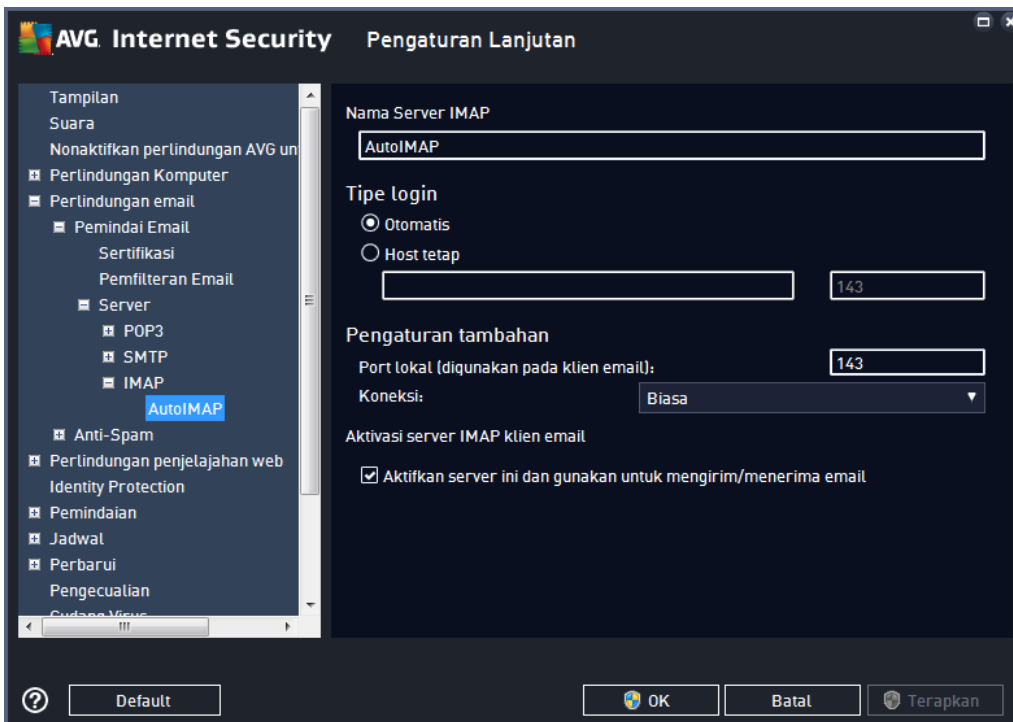 AVG. Internet Security Pengaturan Lanjutan
Tampilan
Suara
Nonaktifkan perlindungan AVG un
Perlindungan Komputer
Perlindungan email
Pemindai Email
Sertifikasi
Pemfilteran Email
Server
POP3
SMTP
IMAP
AutoIMAP
Anti-Spam
Perlindungan penjelajahan web
Identity Protection
Pemindaian
Jadwal
Perbarui
Pengecualian
Gudang Virus
Nama Server IMAP
AutoIMAP
Tipe login
Otomatis
Host tetap
143
Pengaturan tambahan
Port lokal (digunakan pada klien email):
143
Koneksi:
Biasa
Aktivasi server IMAP klien email
Aktifkan server ini dan gunakan untuk mengirim/menerima email
? Default OK Batal Terapkan